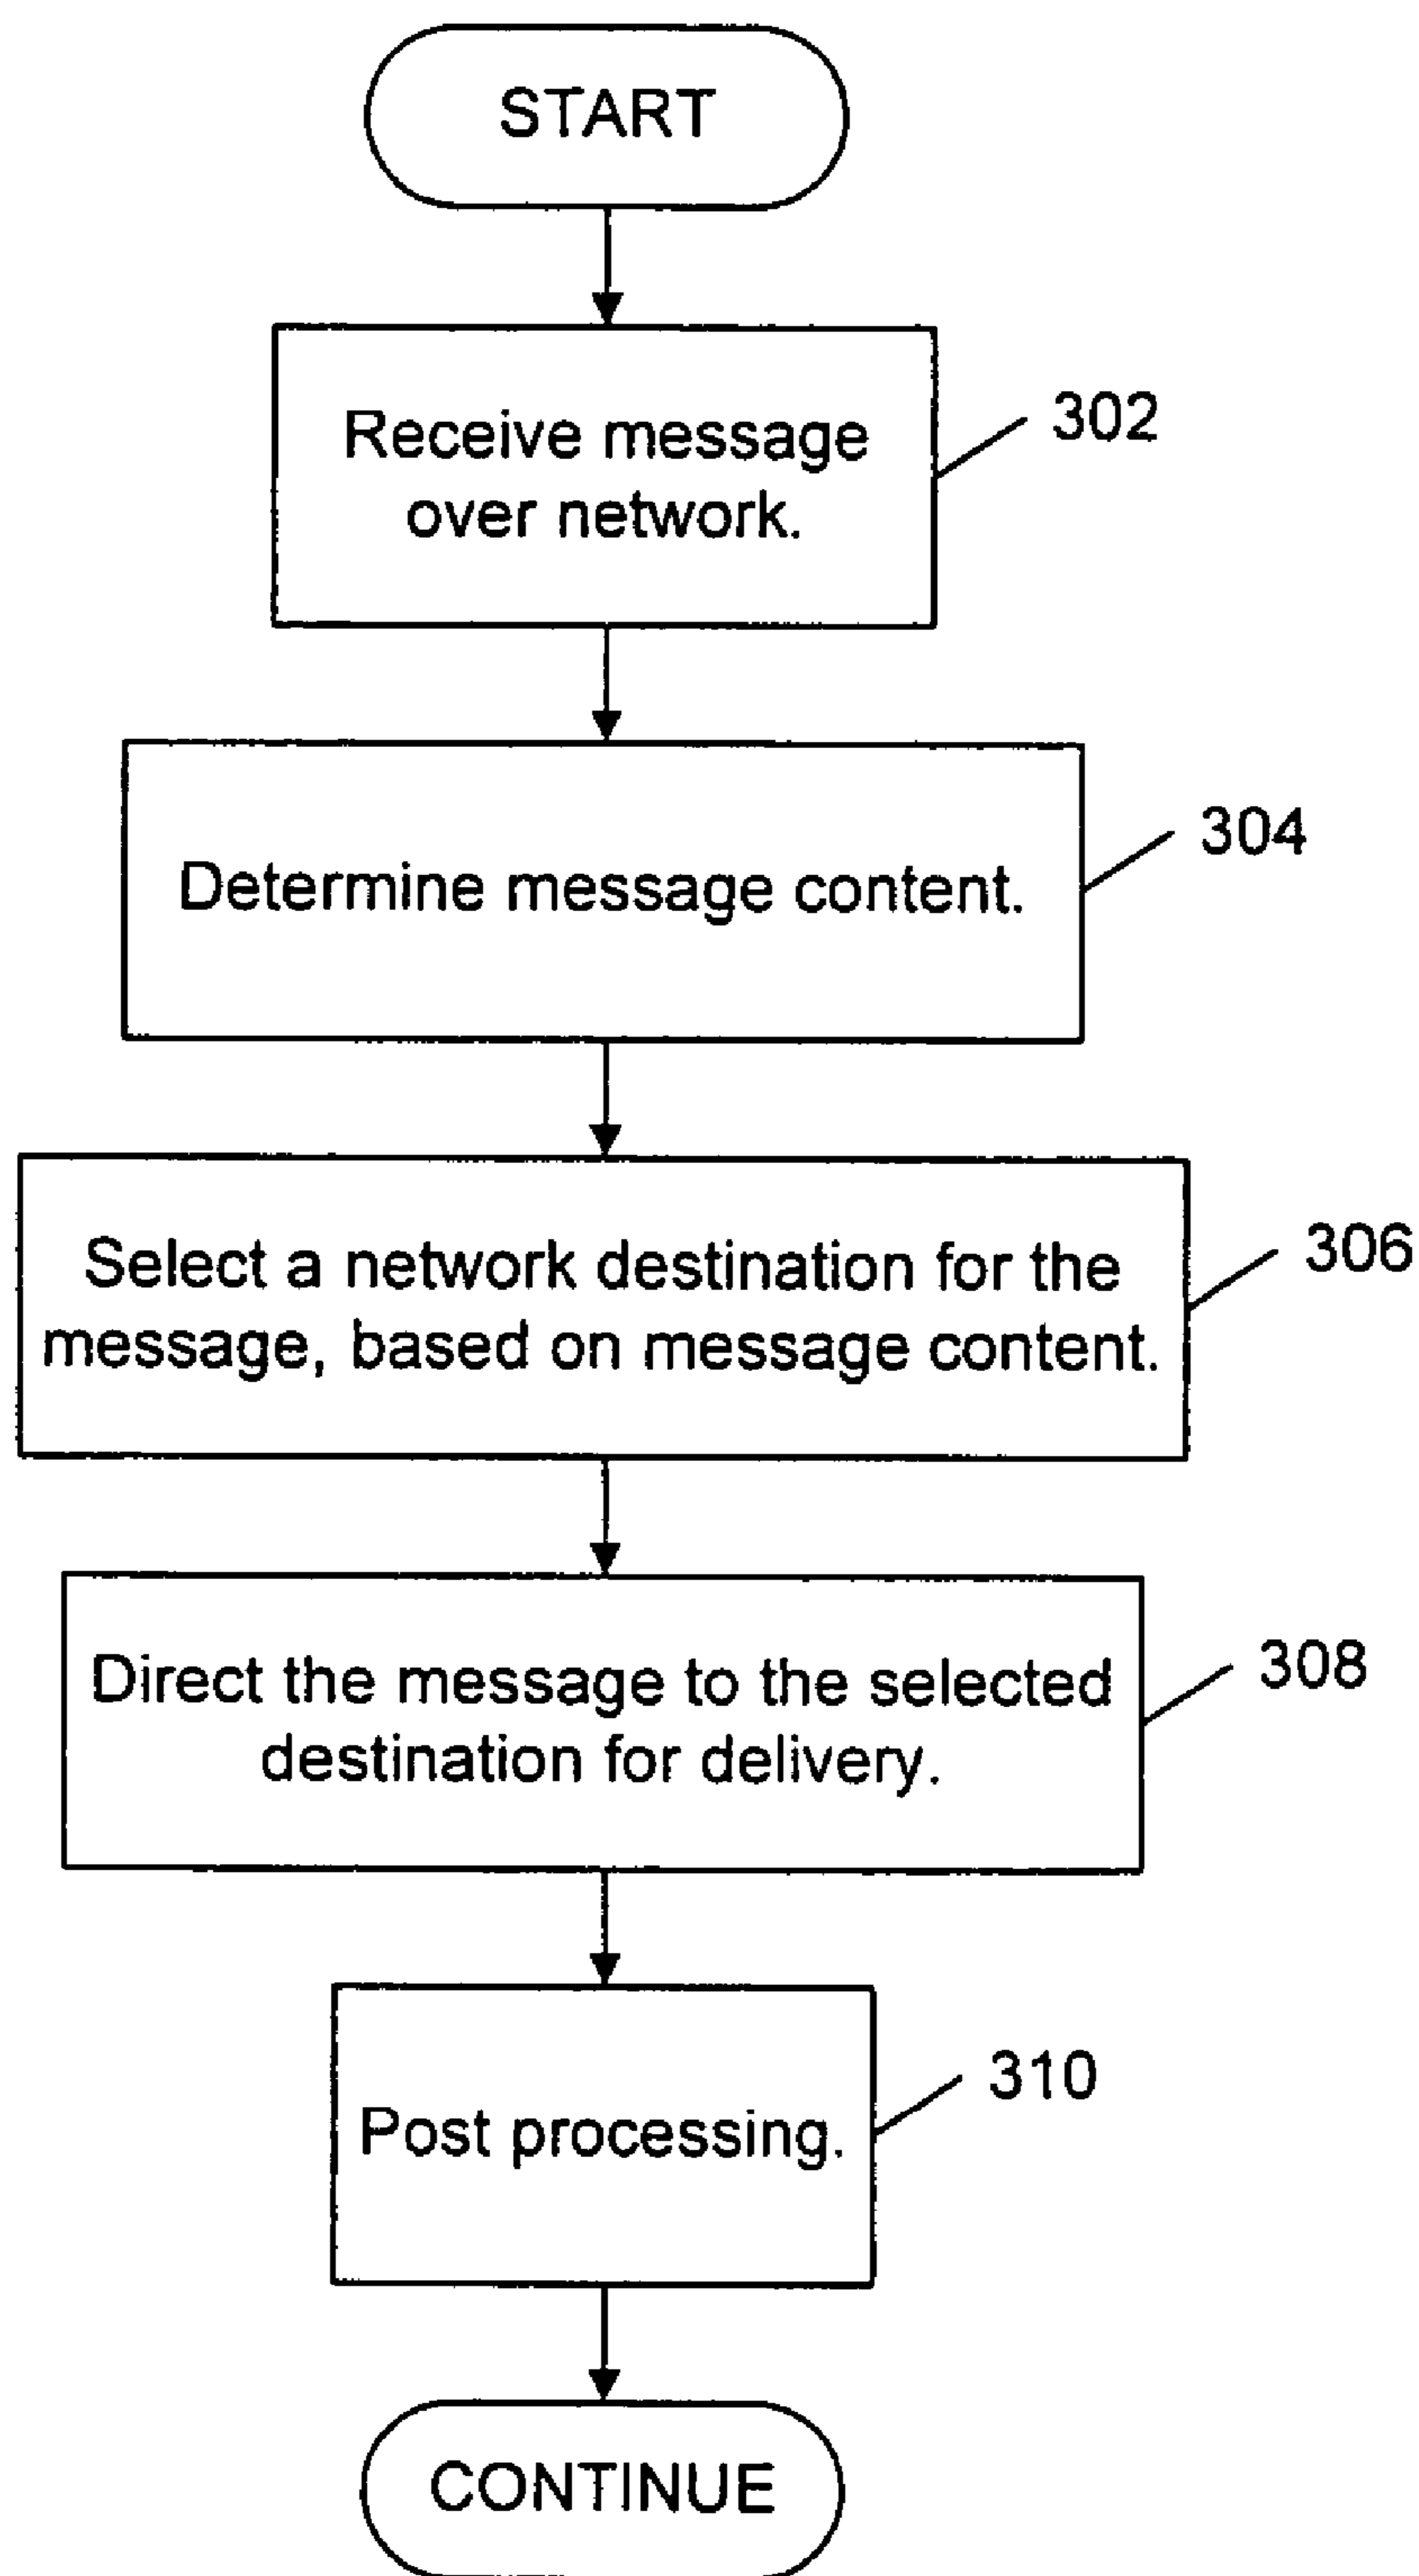 START
Receive message
over network.
302
Determine message content.
304
Select a network destination for the
message, based on message content.
306
Direct the message to the selected
destination for delivery.
308
Post processing.
310
CONTINUE